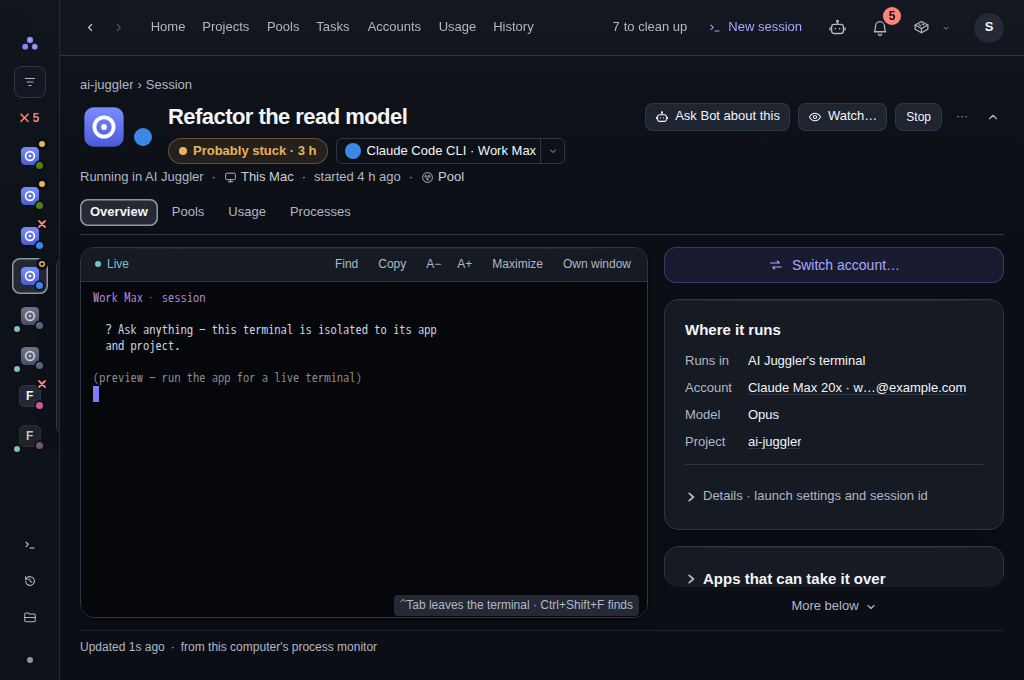 Home Projects Pools Tasks Accounts Usage History 7 to clean up New session 5 S
ai-juggler › Session
5
Refactor the read model
Ask Bot about this Watch… Stop ···
Probably stuck · 3 h Claude Code CLI · Work Max
Running in AI Juggler · This Mac · started 4 h ago · Pool
Overview Pools Usage Processes
Live Find Copy A− A+ Maximize Own window
Switch account…
Work Max · session
? Ask anything — this terminal is isolated to its app
and project.
(preview — run the app for a live terminal)
^Tab leaves the terminal · Ctrl+Shift+F finds
Where it runs
Runs in AI Juggler's terminal
Account Claude Max 20x · w…@example.com
Model Opus
Project ai-juggler
Details · launch settings and session id
Apps that can take it over
More below
F
F
Updated 1s ago · from this computer's process monitor